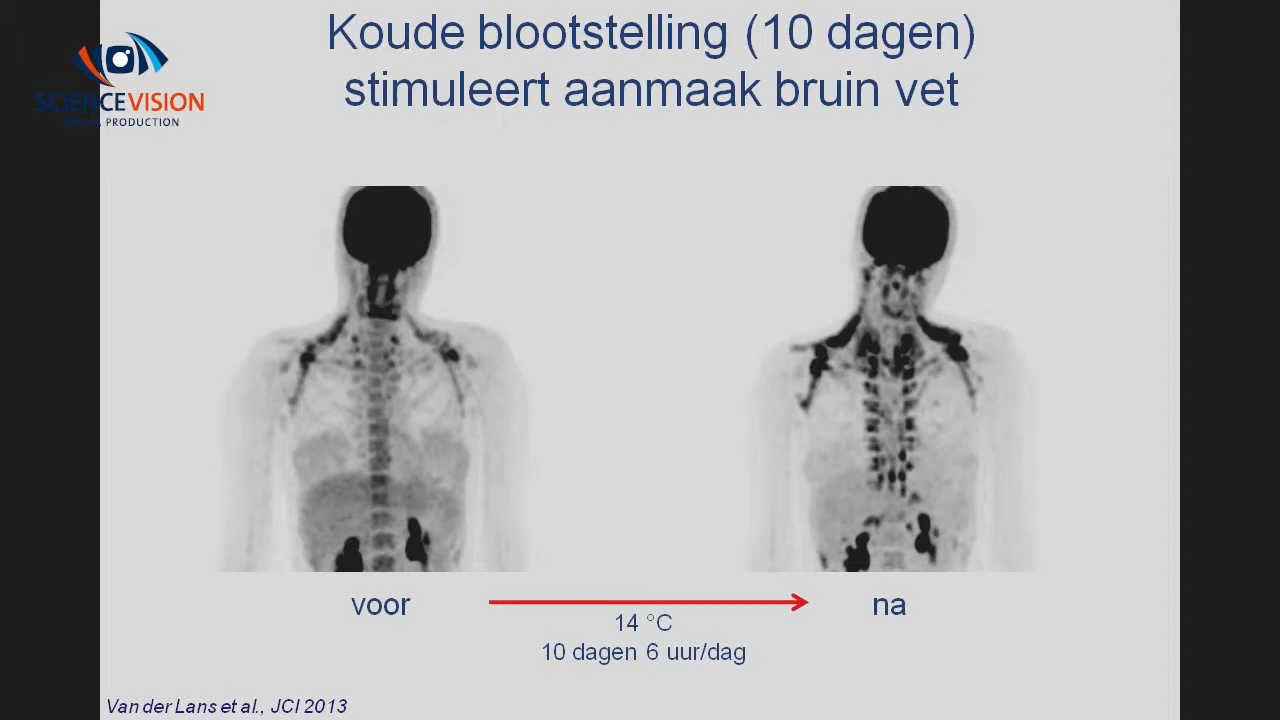 Koude blootstelling (10 dagen)
stimuleert aanmaak bruin vet
SCIENCEVISION
PRODUCTION
voor
na
14 °C
10 dagen 6 uur/dag
Van der Lans et al., JCI 2013